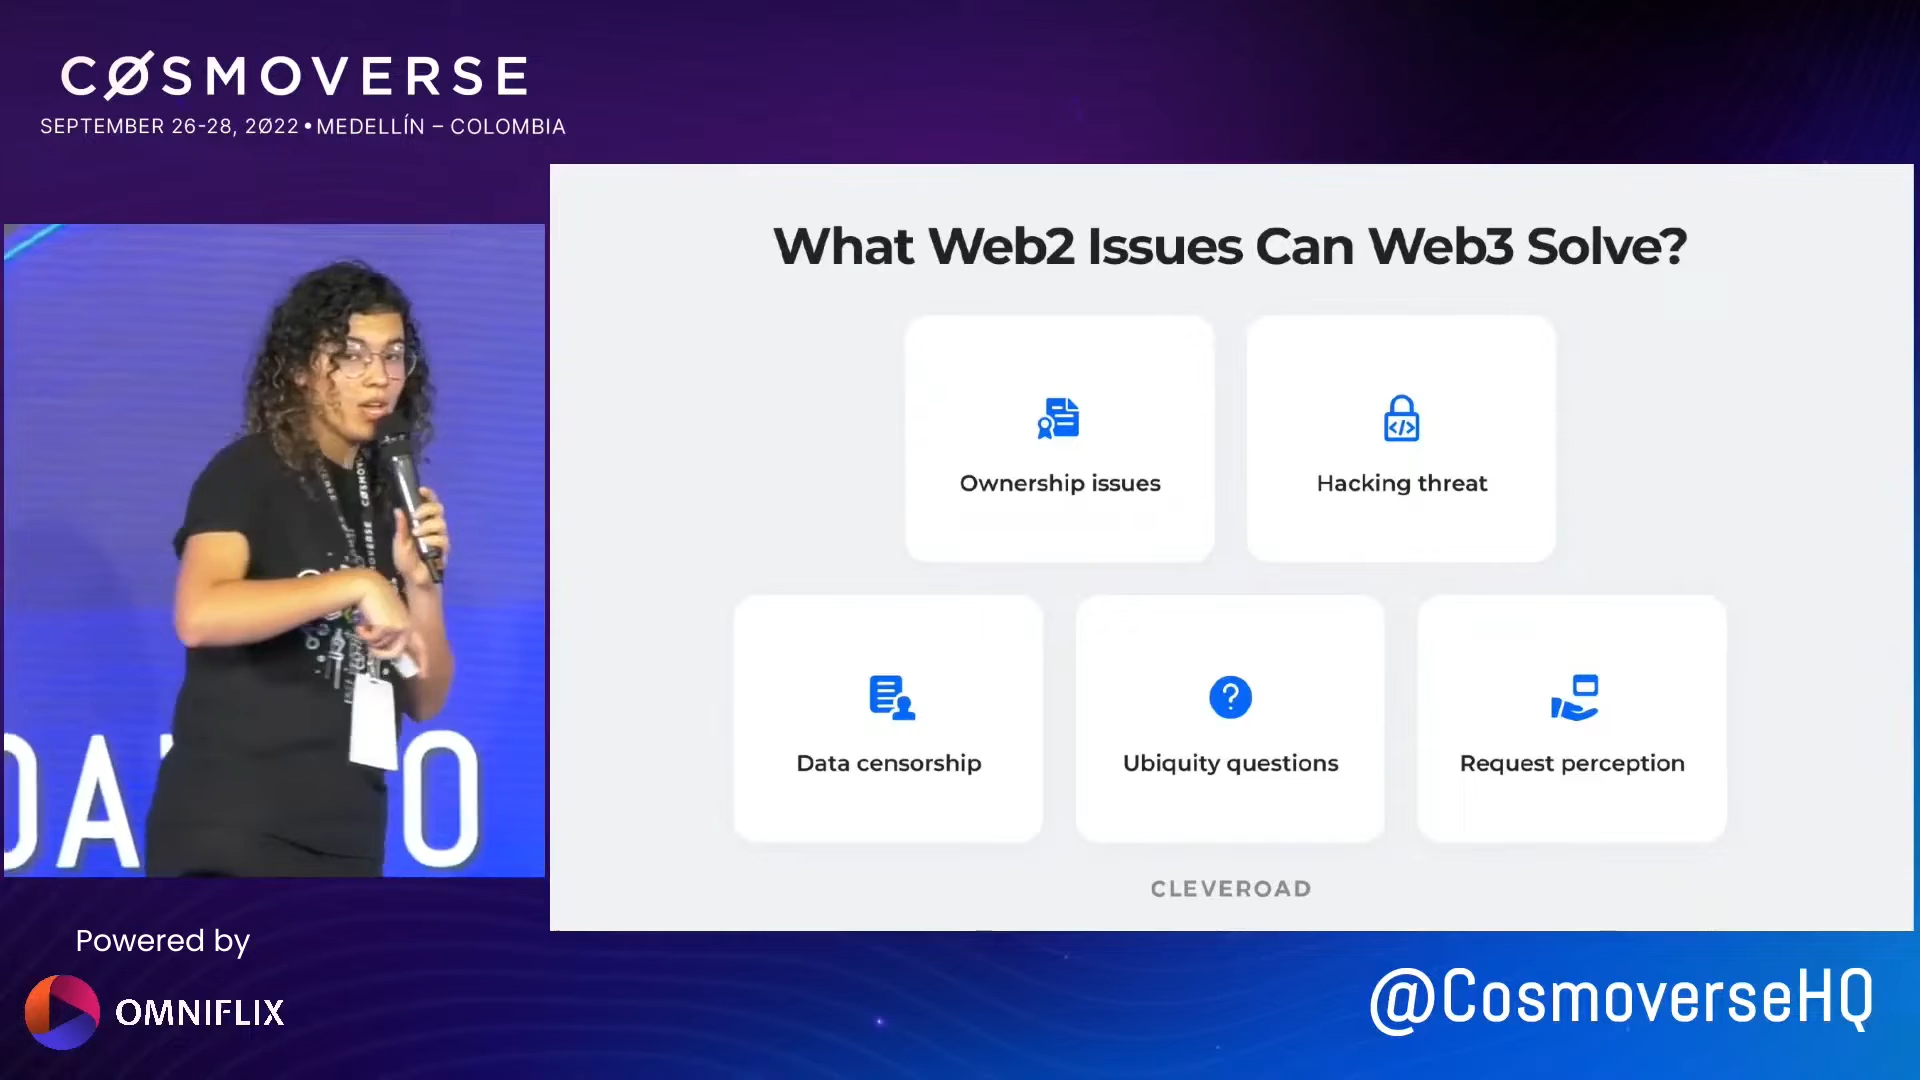 CØSMOVERSE
SEPTEMBER 26-28, 2Ø22 • MEDELLÍN – COLOMBIA
What Web2 Issues Can Web3 Solve?
Ownership issues
Hacking threat
Data censorship
Ubiquity questions
Request perception
CLEVEROAD
COSMOVERSE
Powered by
OMNIFLIX
@CosmoverseHQ